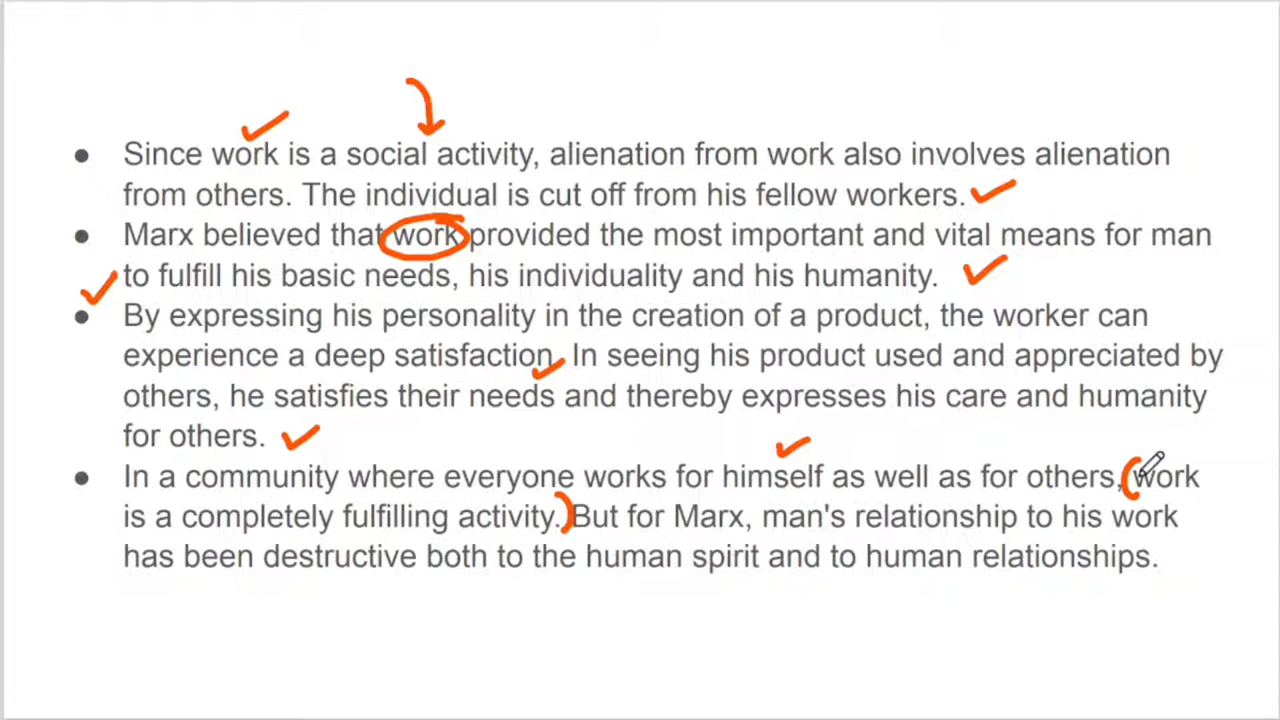 ● Since work is a social activity, alienation from work also involves alienation
from others. The individual is cut off from his fellow workers.
● Marx believed that work provided the most important and vital means for man
to fulfill his basic needs, his individuality and his humanity.
● By expressing his personality in the creation of a product, the worker can
experience a deep satisfaction. In seeing his product used and appreciated by
others, he satisfies their needs and thereby expresses his care and humanity
for others.
● In a community where everyone works for himself as well as for others, work
is a completely fulfilling activity. But for Marx, man's relationship to his work
has been destructive both to the human spirit and to human relationships.